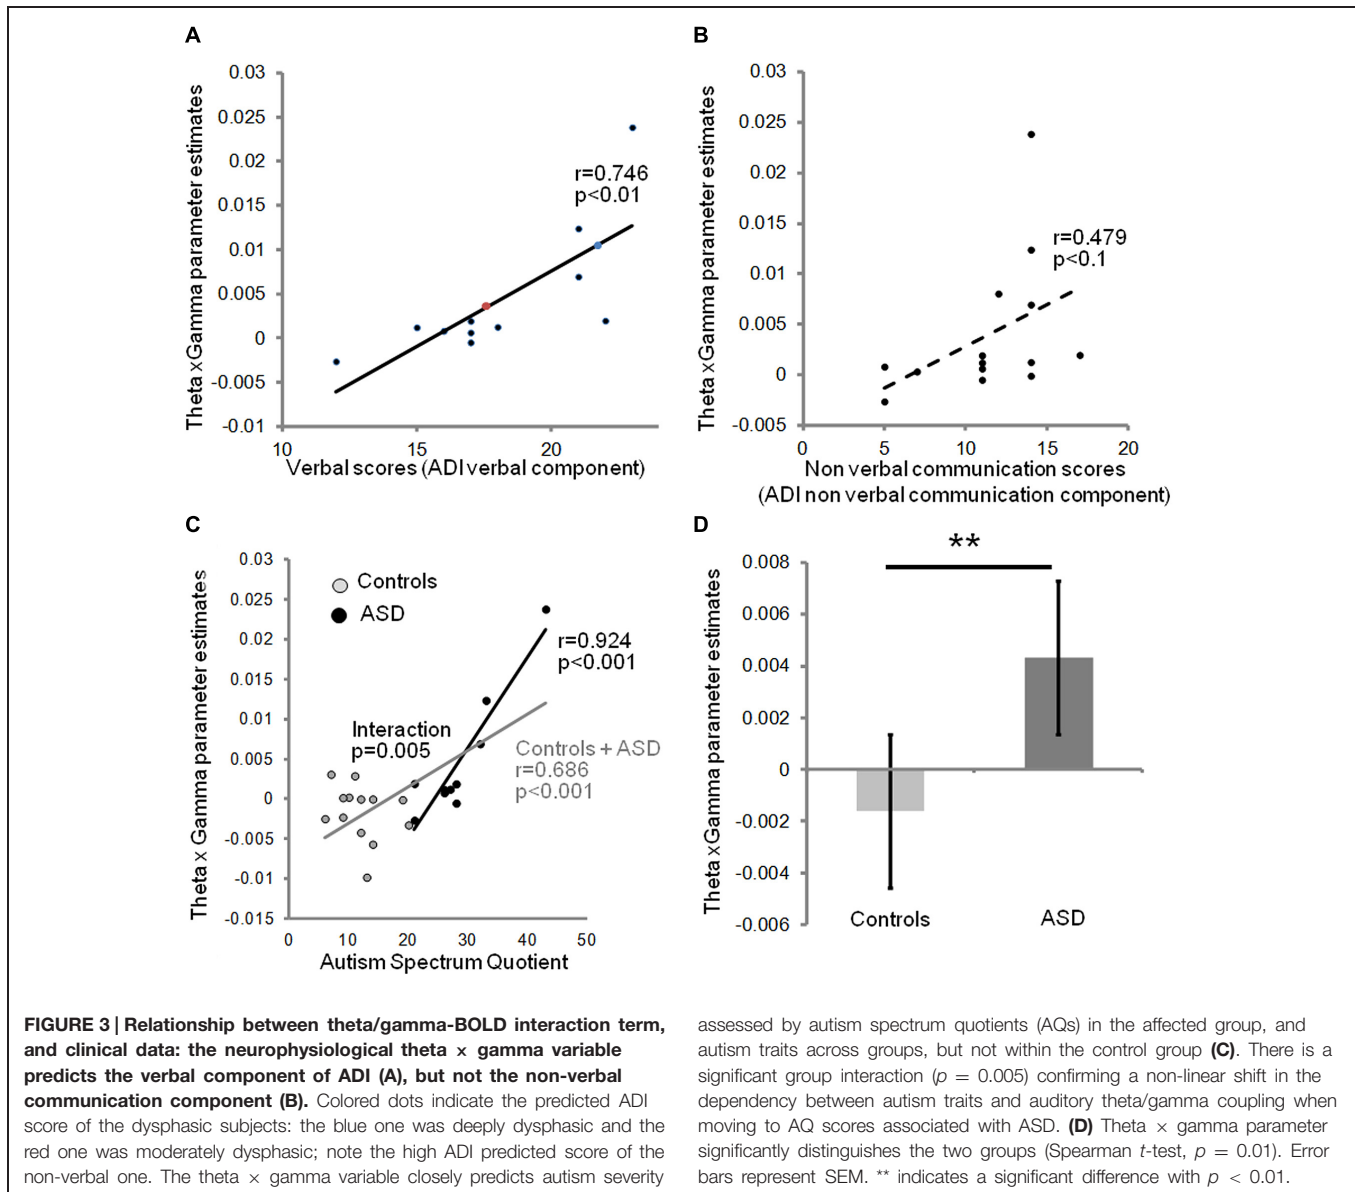 A
0.03
0.025
0.02
0.015
0.01
0.005
0
-0.005
-0.01
10
15
20
Theta xGamma parameter estimates
r=0.746
p<0.01
Verbal scores (ADI verbal component)
B
0.03
0.025
0.02
0.015
0.01
0.005
0
-0.005
0
5
10
15
20
Theta xGamma parameter estimates
r=0.479
p<0.1
Non verbal communication scores
(ADI non verbal communication component)
C
0.03
0.025
0.02
0.015
0.01
0.005
0
-0.005
-0.01
-0.015
0
10
20
30
40
50
Theta x Gamma parameter estimates
Controls
ASD
r=0.924
p<0.001
Interaction
p=0.005
Controls + ASD
r=0.686
p<0.001
Autism Spectrum Quotient
D
**
0.008
0.006
0.004
0.002
0
-0.002
-0.004
-0.006
Theta xGamma parameter estimates
Controls
ASD
FIGURE 3 | Relationship between theta/gamma-BOLD interaction term,
and clinical data: the neurophysiological theta × gamma variable
predicts the verbal component of ADI (A), but not the non-verbal
communication component (B). Colored dots indicate the predicted ADI
score of the dysphasic subjects: the blue one was deeply dysphasic and the
red one was moderately dysphasic; note the high ADI predicted score of the
non-verbal one. The theta × gamma variable closely predicts autism severity
assessed by autism spectrum quotients (AQs) in the affected group, and
autism traits across groups, but not within the control group (C). There is a
significant group interaction (p = 0.005) confirming a non-linear shift in the
dependency between autism traits and auditory theta/gamma coupling when
moving to AQ scores associated with ASD. (D) Theta × gamma parameter
significantly distinguishes the two groups (Spearman t-test, p = 0.01). Error
bars represent SEM. ** indicates a significant difference with p < 0.01.